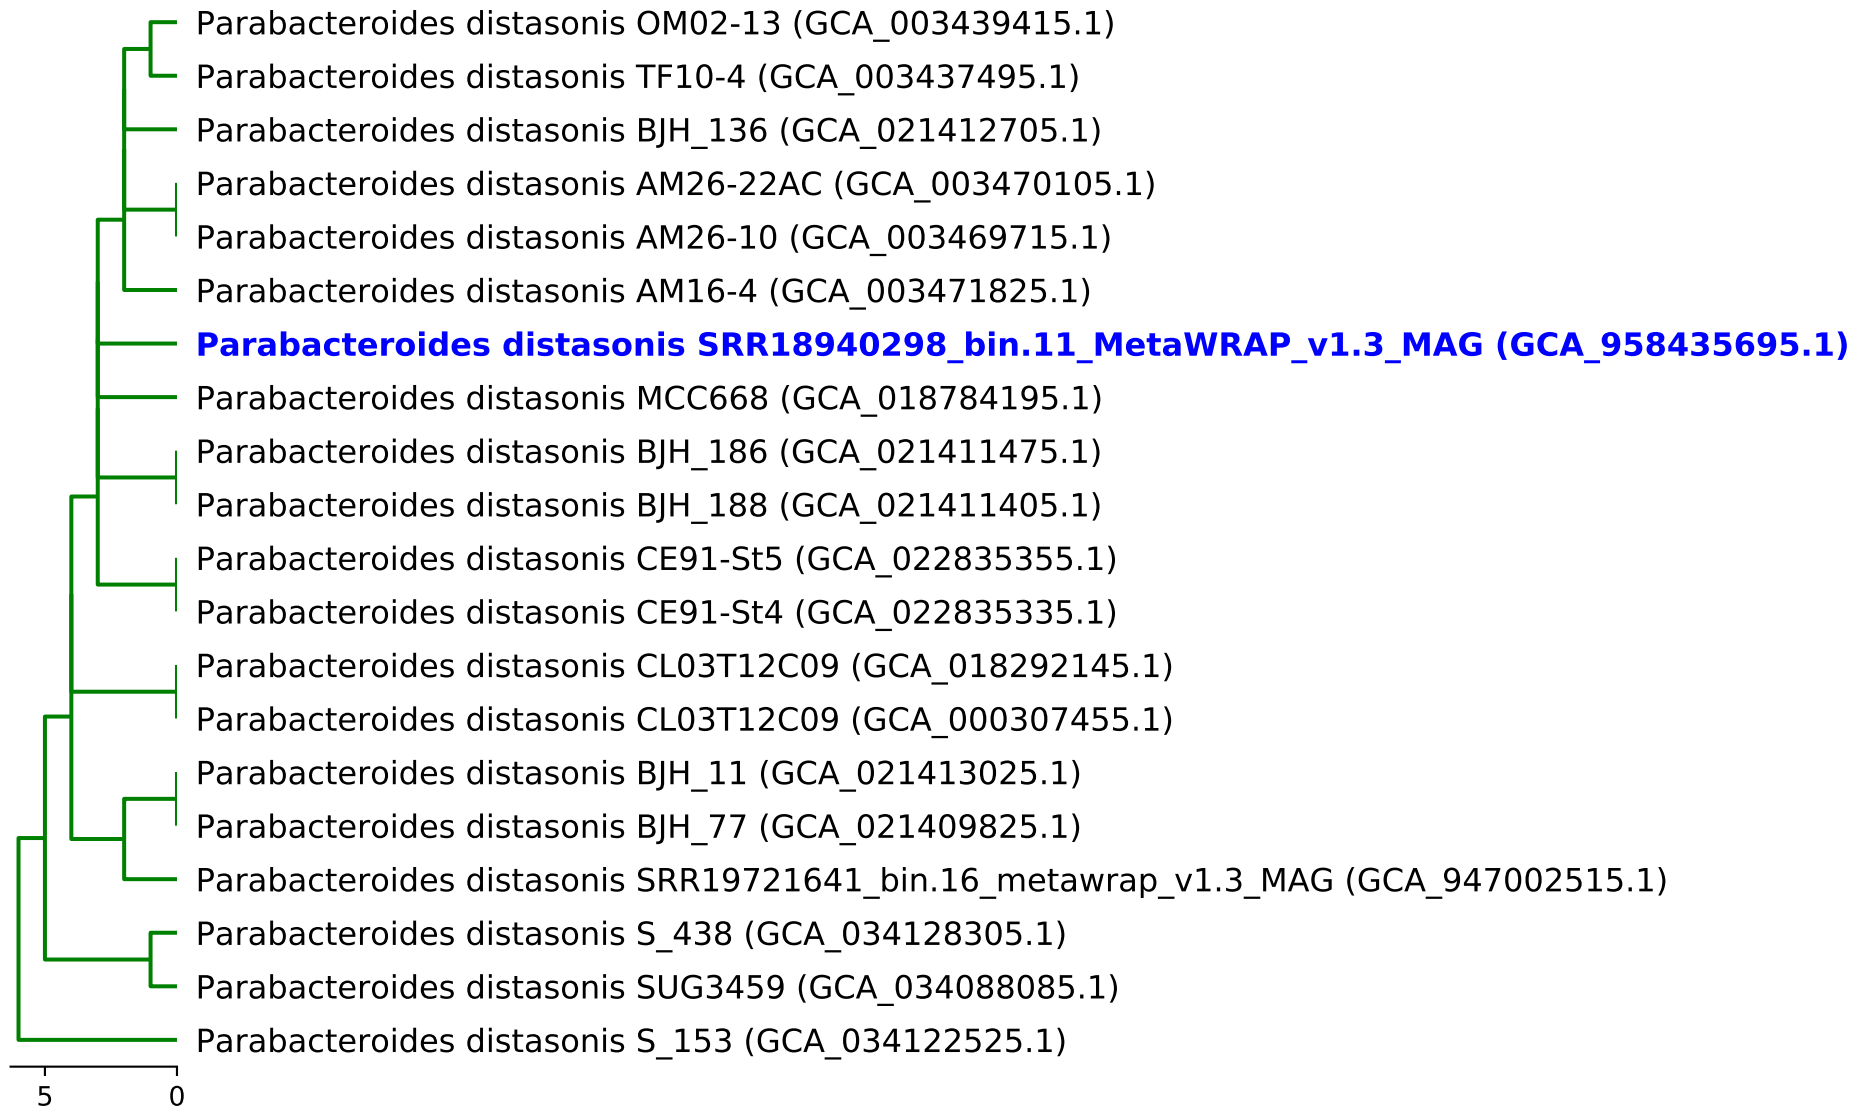 Parabacteroides distasonis OM02-13 (GCA_003439415.1)
Parabacteroides distasonis TF10-4 (GCA_003437495.1)
Parabacteroides distasonis BJH_136 (GCA_021412705.1)
Parabacteroides distasonis AM26-22AC (GCA_003470105.1)
Parabacteroides distasonis AM26-10 (GCA_003469715.1)
Parabacteroides distasonis AM16-4 (GCA_003471825.1)
Parabacteroides distasonis SRR18940298_bin.11_MetaWRAP_v1.3_MAG (GCA_958435695.1)
Parabacteroides distasonis MCC668 (GCA_018784195.1)
Parabacteroides distasonis BJH_186 (GCA_021411475.1)
Parabacteroides distasonis BJH_188 (GCA_021411405.1)
Parabacteroides distasonis CE91-St5 (GCA_022835355.1)
Parabacteroides distasonis CE91-St4 (GCA_022835335.1)
Parabacteroides distasonis CL03T12C09 (GCA_018292145.1)
Parabacteroides distasonis CL03T12C09 (GCA_000307455.1)
Parabacteroides distasonis BJH_11 (GCA_021413025.1)
Parabacteroides distasonis BJH_77 (GCA_021409825.1)
Parabacteroides distasonis SRR19721641_bin.16_metawrap_v1.3_MAG (GCA_947002515.1)
Parabacteroides distasonis S_438 (GCA_034128305.1)
Parabacteroides distasonis SUG3459 (GCA_034088085.1)
Parabacteroides distasonis S_153 (GCA_034122525.1)
5 0